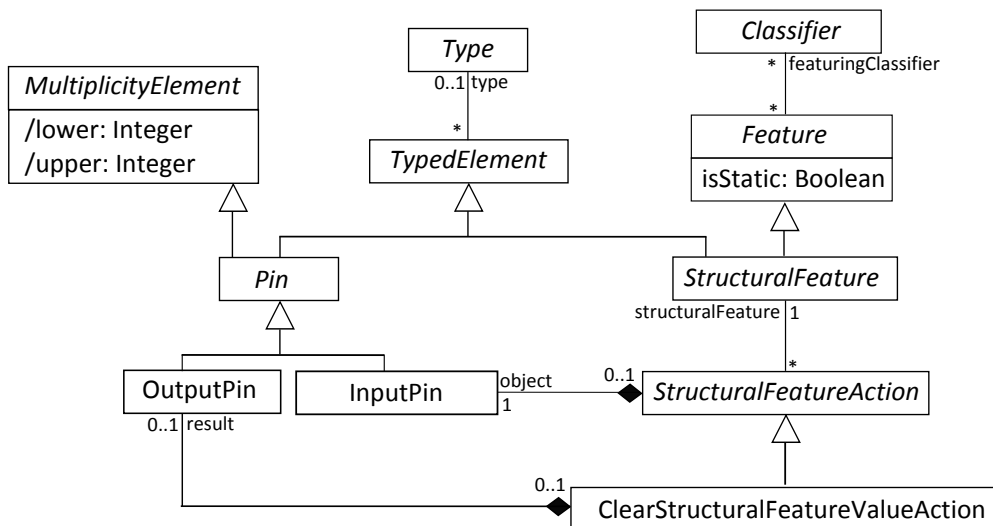 Type
0..1 type
*
Classifier
* featuringClassifier
*
MultiplicityElement
/lower: Integer
/upper: Integer
TypedElement
Feature
isStatic: Boolean
Pin
StructuralFeature
structuralFeature 1
*
OutputPin
0..1 result
InputPin
object
1
0..1
StructuralFeatureAction
0..1
ClearStructuralFeatureValueAction